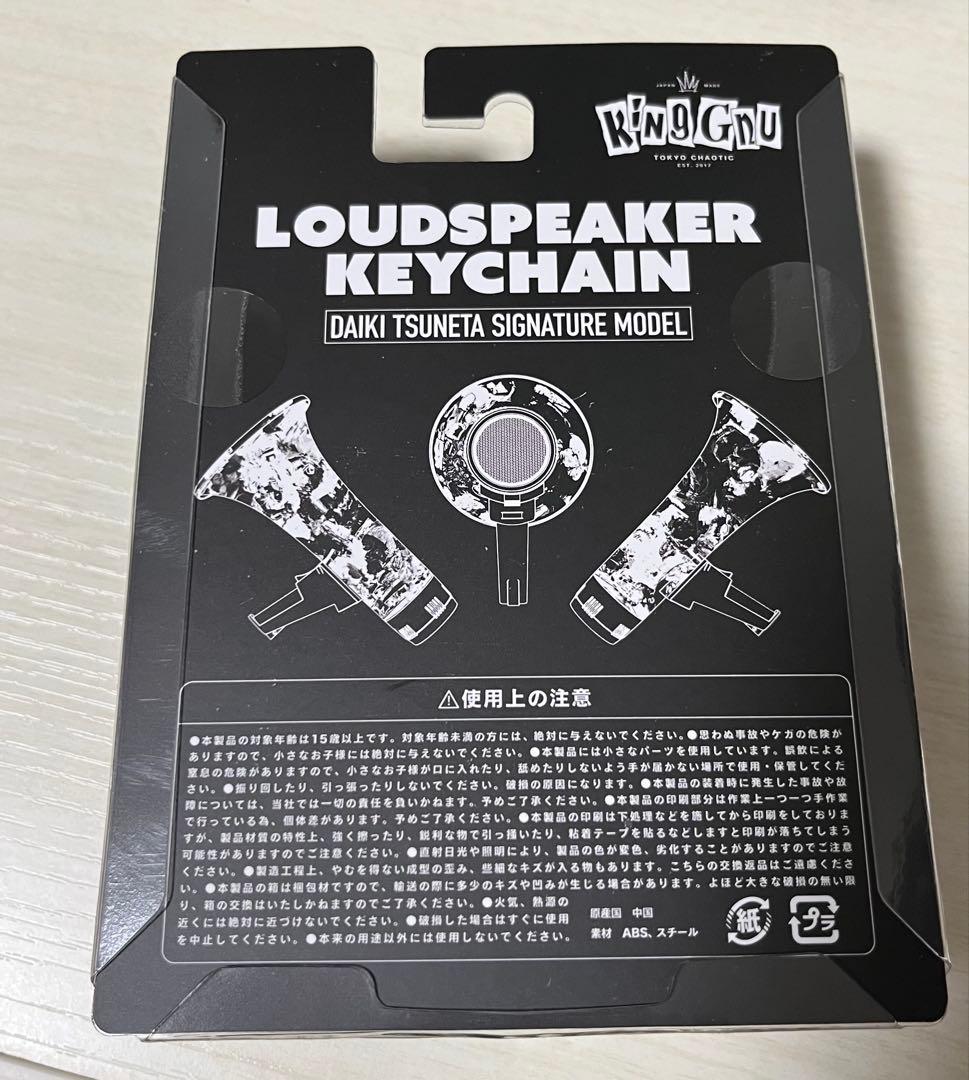 JAPAN MADE
King Gnu
TOKYO CHAOTIC
EST. 2017
LOUDSPEAKER
KEYCHAIN
DAIKI TSUNETA SIGNATURE MODEL
⚠使用上の注意
●本製品の対象年齢は15歳以上です。対象年齢未満の方には、絶対に与えないでください。●思わぬ事故やケガの危険が
ありますので、小さなお子様には絶対に与えないでください。●本製品には小さなパーツを使用しています。誤飲による
窒息の危険がありますので、小さなお子様が口に入れたり、舐めたりしないよう手が届かない場所で使用・保管してくだ
さい。●振り回したり、引っ張ったりしないでください。破損の原因になります。●本製品の装着時に発生した事故や故
障については、当社では一切の責任を負いかねます。予めご了承ください。●本製品の印刷部分は作業上一つ一つ手作業
で行っている為、個体差があります。予めご了承ください。●本製品の印刷は下処理などを施してから印刷をしておりま
すが、製品材質の特性上、強く擦ったり、鋭利な物で引っ掻いたり、粘着テープを貼るなどしますと印刷が落ちてしまう
可能性がありますのでご注意ください。●直射日光や照明により、製品の色が変色、劣化することがありますのでご注意
ください。●製造工程上、やむを得ない成型の歪み、些細なキズが入る物もあります。こちらの交換返品はご遠慮くださ
い。●本製品の箱は梱包材ですので、輸送の際に多少のキズや凹みが生じる場合があります。よほど大きな破損の無い限
り、箱の交換はいたしかねますのでご了承ください。●火気、熱源の
近くには絶対に近づけないでください。●破損した場合はすぐに使用
を中止してください。●本来の用途以外には使用しないでください。
原産国 中国
素材 ABS、スチール
紙
プラ